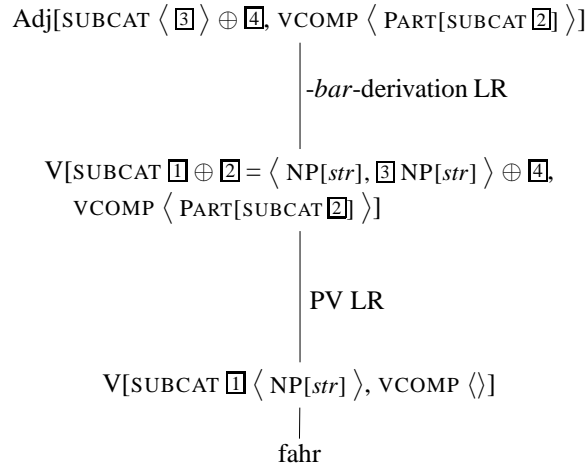 Adj[SUBCAT ⟨ 3 ⟩ ⊕ 4, VCOMP ⟨ PART[SUBCAT 2] ⟩]
-bar-derivation LR
V[SUBCAT 1 ⊕ 2 = ⟨ NP[str], 3 NP[str] ⟩ ⊕ 4,
VCOMP ⟨ PART[SUBCAT 2] ⟩]
PV LR
V[SUBCAT 1 ⟨ NP[str] ⟩, VCOMP ⟨⟩]
fahr